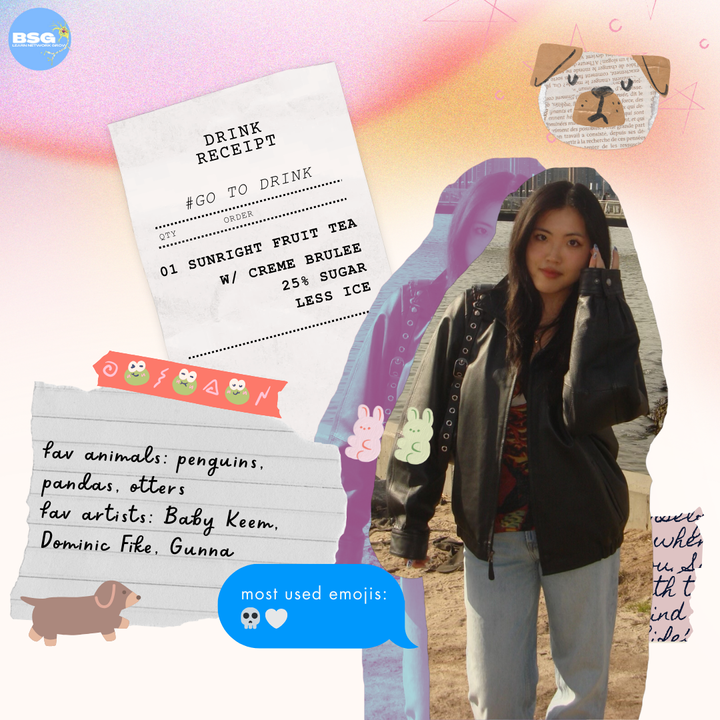 BSG
DRINK
RECEIPT
#GO TO DRINK
QTY ORDER
01 SUNRIGHT FRUIT TEA
W/ CREME BRULEE
25% SUGAR
LESS ICE
fav animals: penguins,
pandas, otters
fav artists: Baby Keem,
Dominic Fike, Gunna
most used emojis:
💀🤍